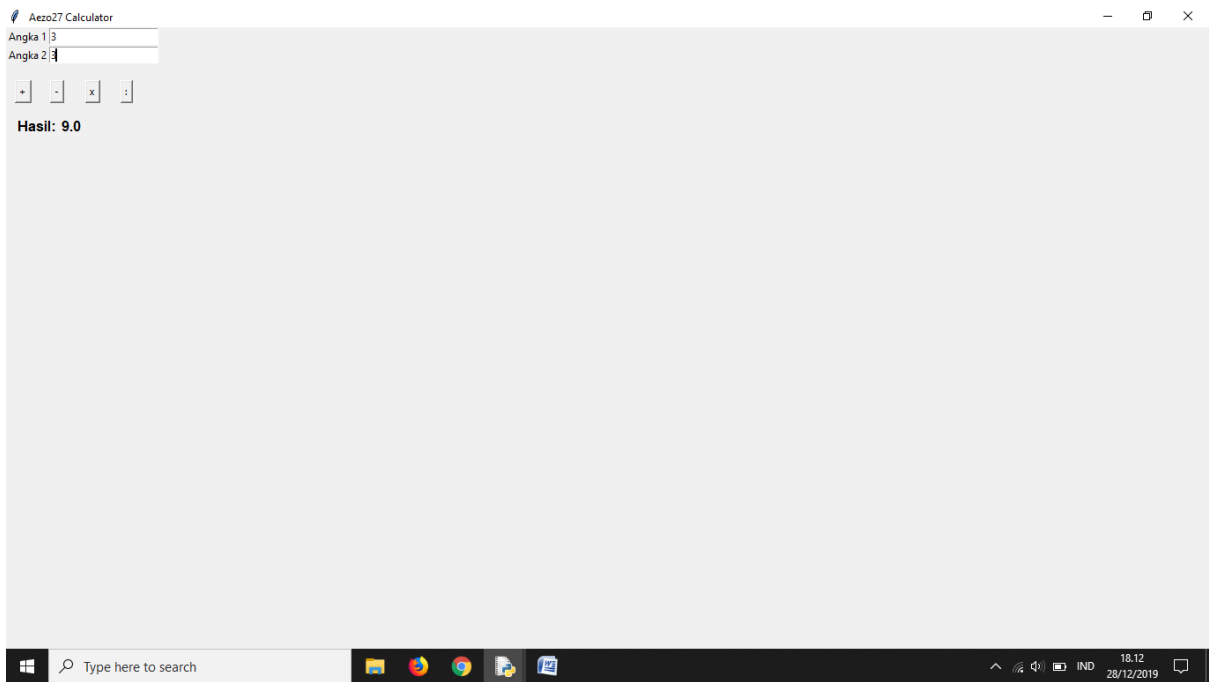 Aezo27 Calculator
Angka 1 3
Angka 2 3
+ - x :
Hasil: 9.0
Type here to search
IND
18.12
28/12/2019